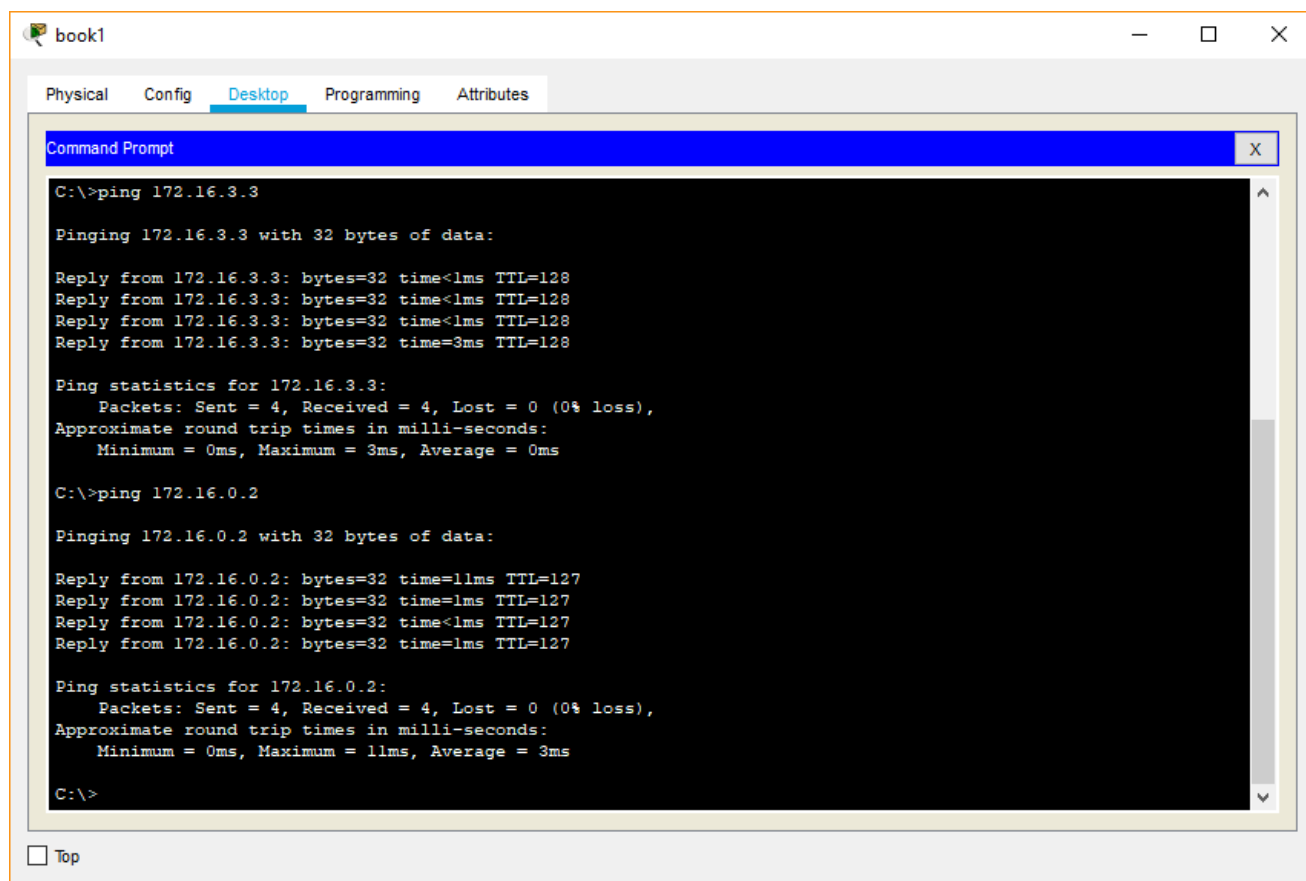 book1
Physical Config Desktop Programming Attributes
Command Prompt X
C:\>ping 172.16.3.3
Pinging 172.16.3.3 with 32 bytes of data:
Reply from 172.16.3.3: bytes=32 time<1ms TTL=128
Reply from 172.16.3.3: bytes=32 time<1ms TTL=128
Reply from 172.16.3.3: bytes=32 time<1ms TTL=128
Reply from 172.16.3.3: bytes=32 time=3ms TTL=128
Ping statistics for 172.16.3.3:
Packets: Sent = 4, Received = 4, Lost = 0 (0% loss),
Approximate round trip times in milli-seconds:
Minimum = 0ms, Maximum = 3ms, Average = 0ms
C:\>ping 172.16.0.2
Pinging 172.16.0.2 with 32 bytes of data:
Reply from 172.16.0.2: bytes=32 time=11ms TTL=127
Reply from 172.16.0.2: bytes=32 time=1ms TTL=127
Reply from 172.16.0.2: bytes=32 time<1ms TTL=127
Reply from 172.16.0.2: bytes=32 time=1ms TTL=127
Ping statistics for 172.16.0.2:
Packets: Sent = 4, Received = 4, Lost = 0 (0% loss),
Approximate round trip times in milli-seconds:
Minimum = 0ms, Maximum = 11ms, Average = 3ms
C:\>
Top